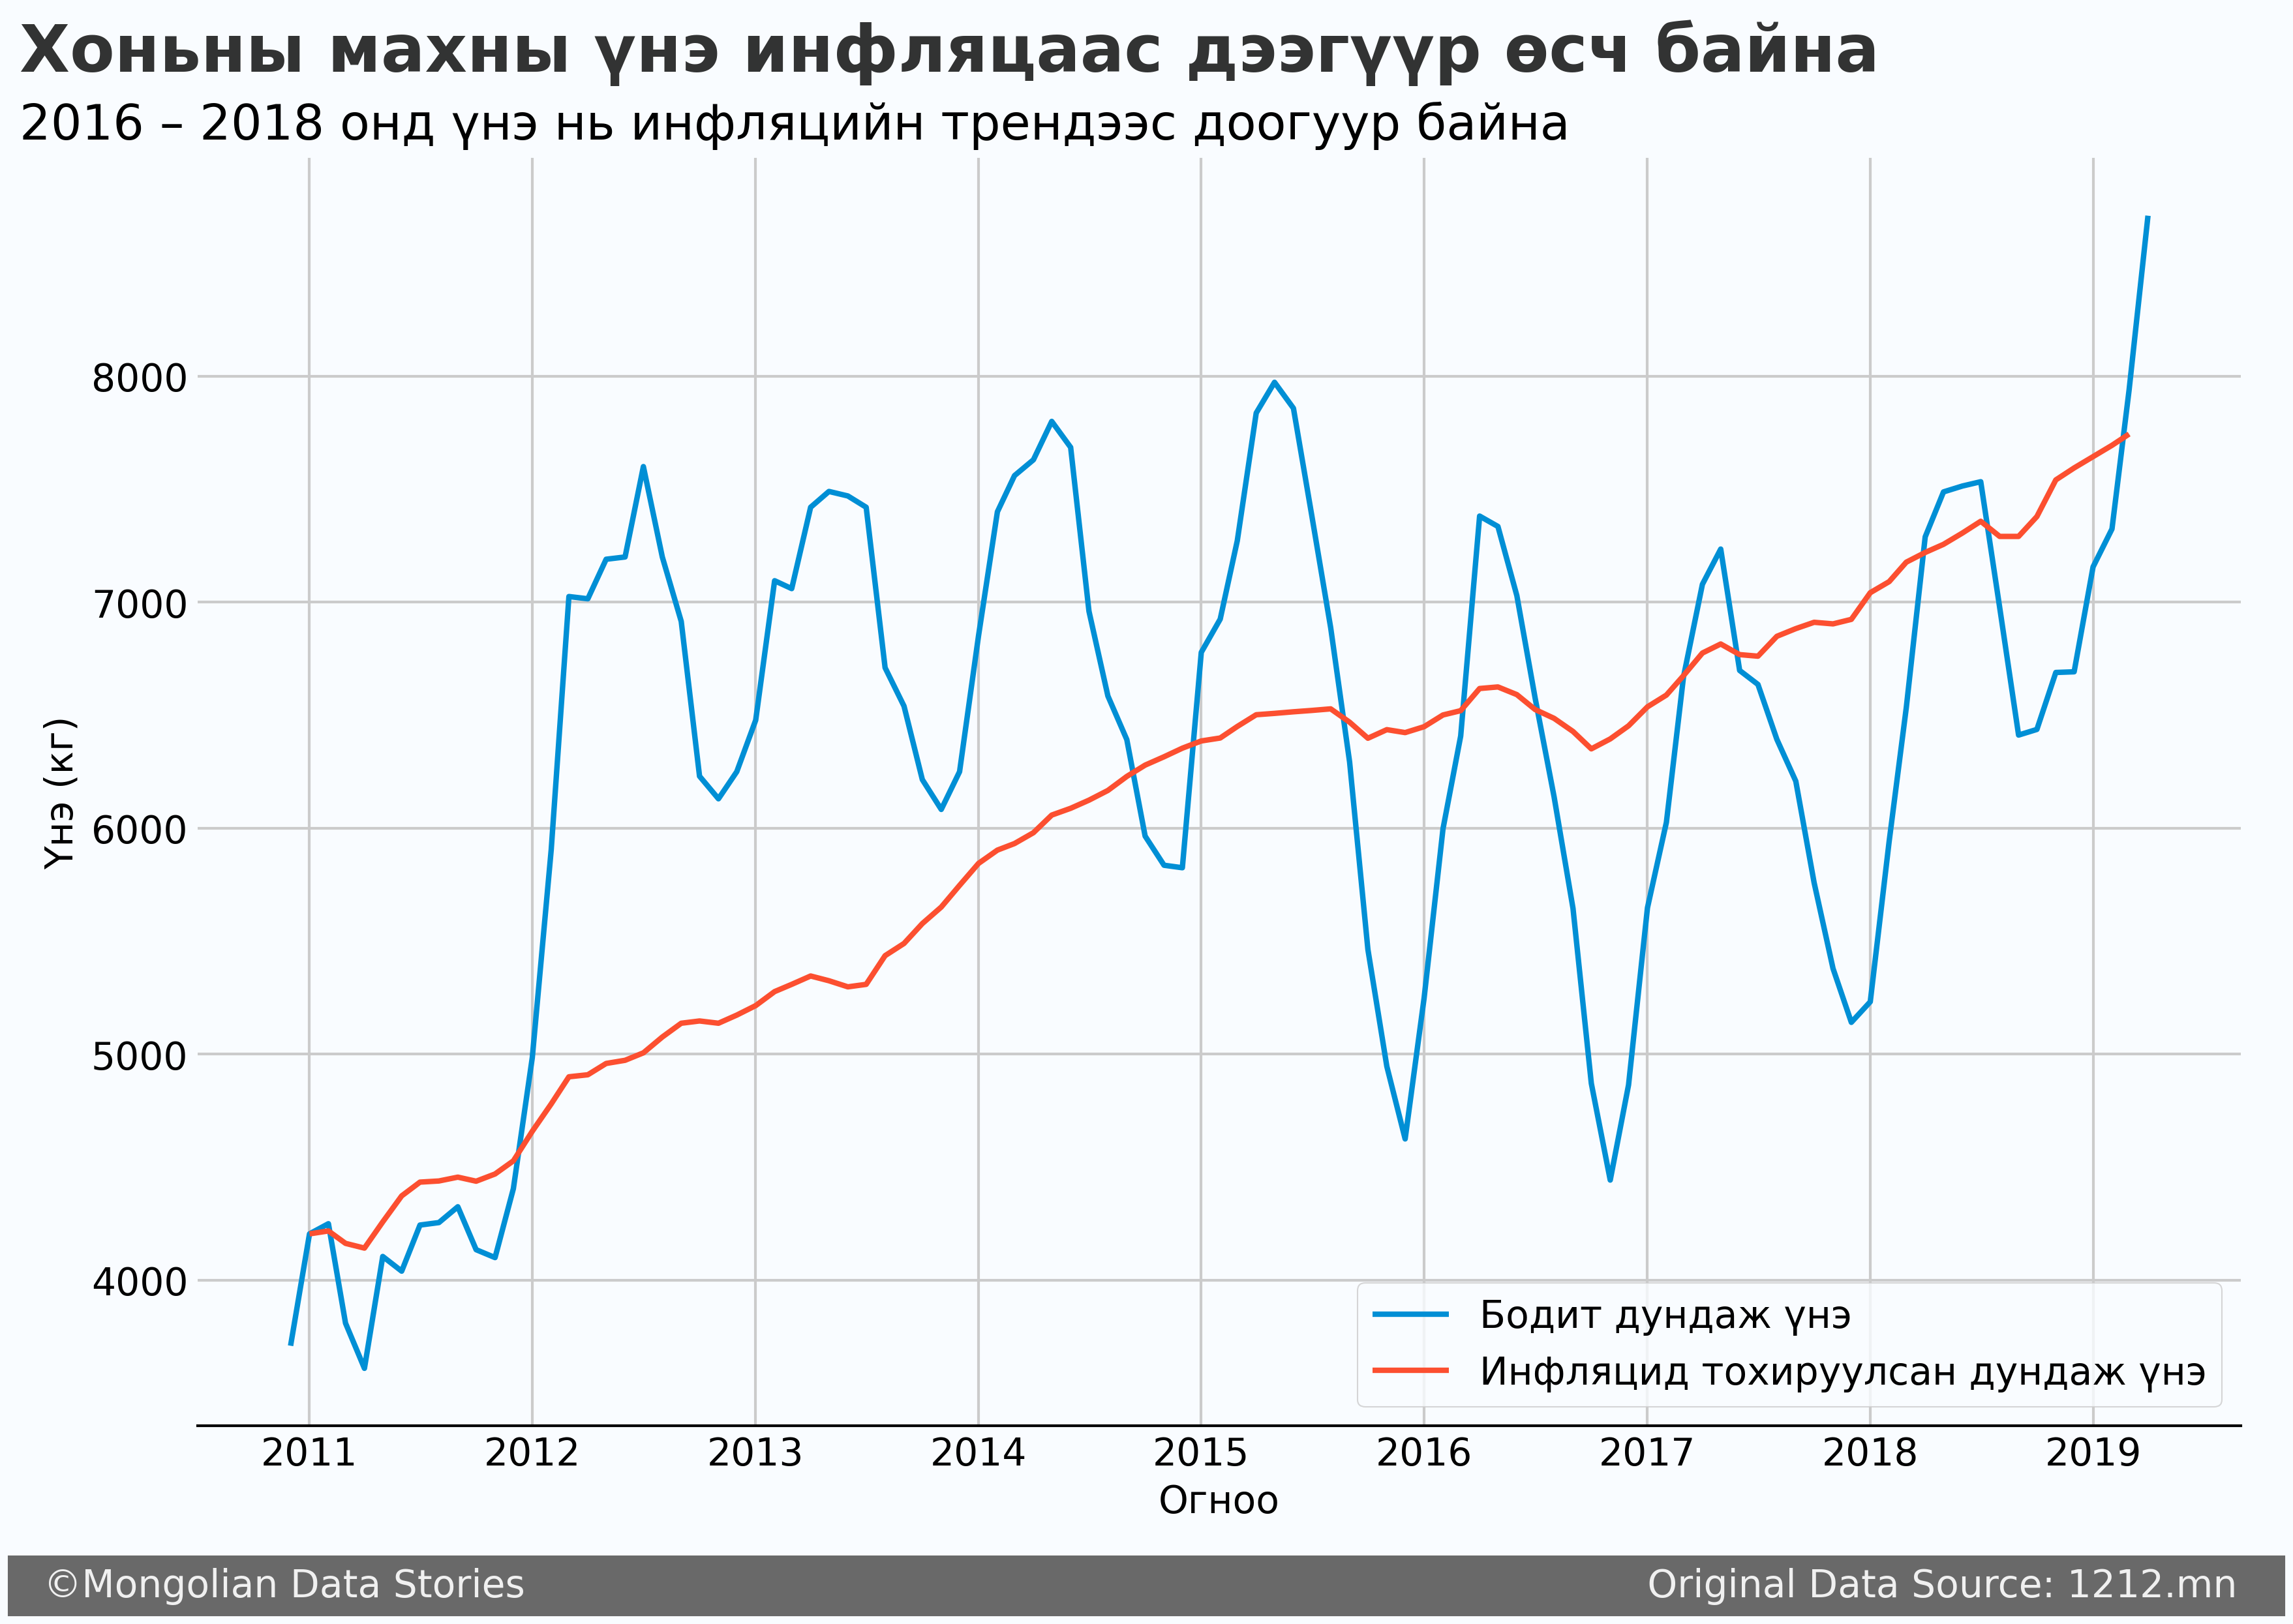 Хоньны махны үнэ инфляцаас дээгүүр өсч байна
2016 – 2018 онд үнэ нь инфляцийн трендээс доогуур байна
8000
7000
6000
5000
4000
Үнэ (кг)
Бодит дундаж үнэ
Инфляцид тохируулсан дундаж үнэ
2011 2012 2013 2014 2015 2016 2017 2018 2019
Огноо
©Mongolian Data Stories
Original Data Source: 1212.mn